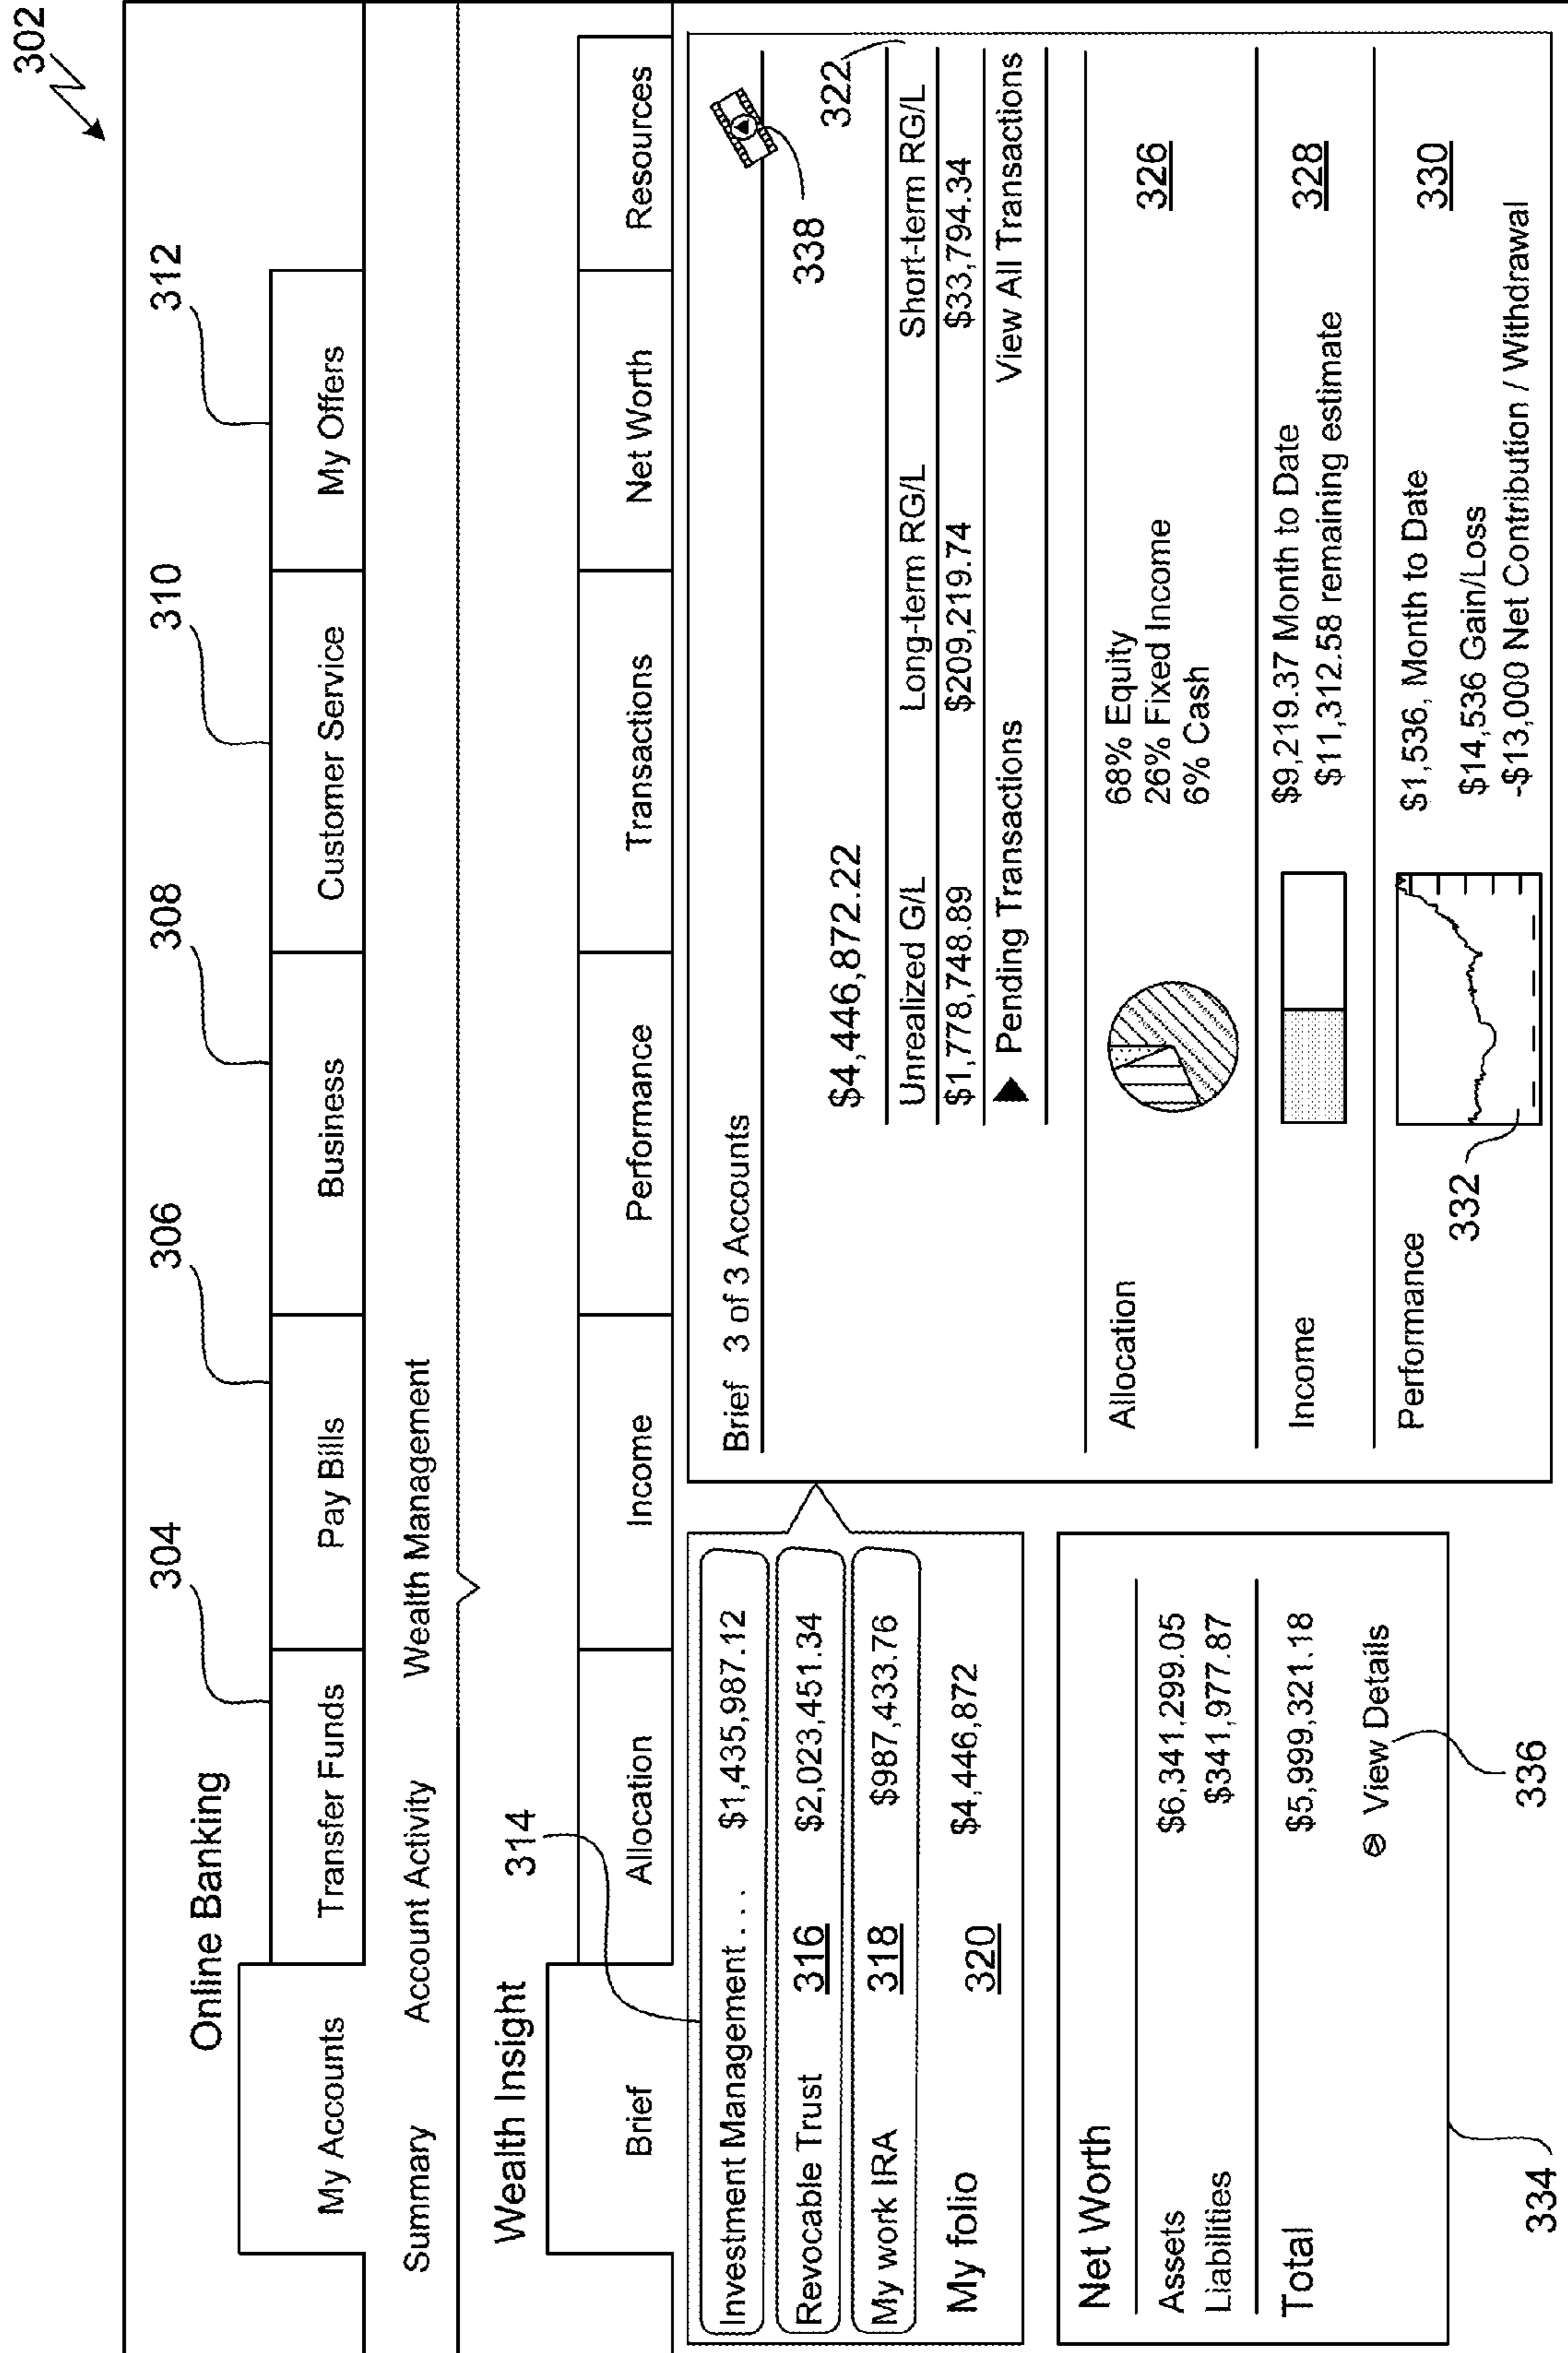 302
Online Banking
304 306 308 310 312
My Accounts Transfer Funds Pay Bills Business Customer Service My Offers
Summary Account Activity Wealth Management
Wealth Insight
314
Brief Allocation Income Performance Transactions Net Worth Resources
Investment Management... $1,435,987.12
Revocable Trust 316 $2,023,451.34
My work IRA 318 $987,433.76
My folio 320 $4,446,872
Net Worth
Assets $6,341,299.05
Liabilities $341,977.87
Total $5,999,321.18
View Details
334 336
Brief 3 of 3 Accounts
338
$4,446,872.22
322
Unrealized G/L Long-term RG/L Short-term RG/L
$1,778,748.89 $209,219.74 $33,794.34
Pending Transactions View All Transactions
Allocation 68% Equity 326
26% Fixed Income
6% Cash
Income $9,219.37 Month to Date 328
$11,312.58 remaining estimate
Performance $1,536, Month to Date 330
332 $14,536 Gain/Loss
-$13,000 Net Contribution / Withdrawal